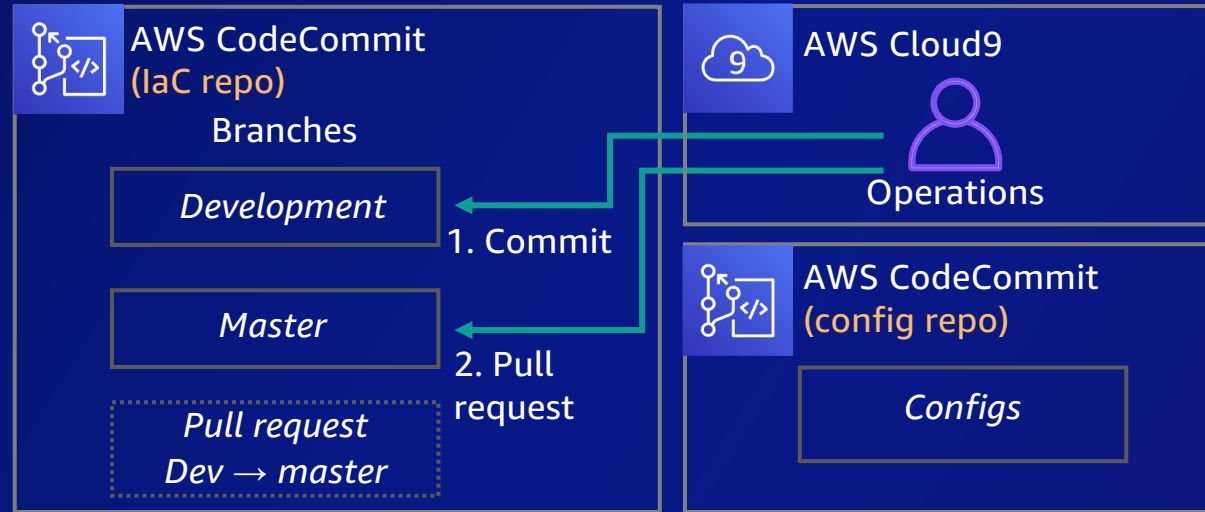 AWS CodeCommit
(IaC repo)
Branches
Development
1. Commit
Master
2. Pull
request
Pull request
Dev → master
9
AWS Cloud9
Operations
AWS CodeCommit
(config repo)
Configs